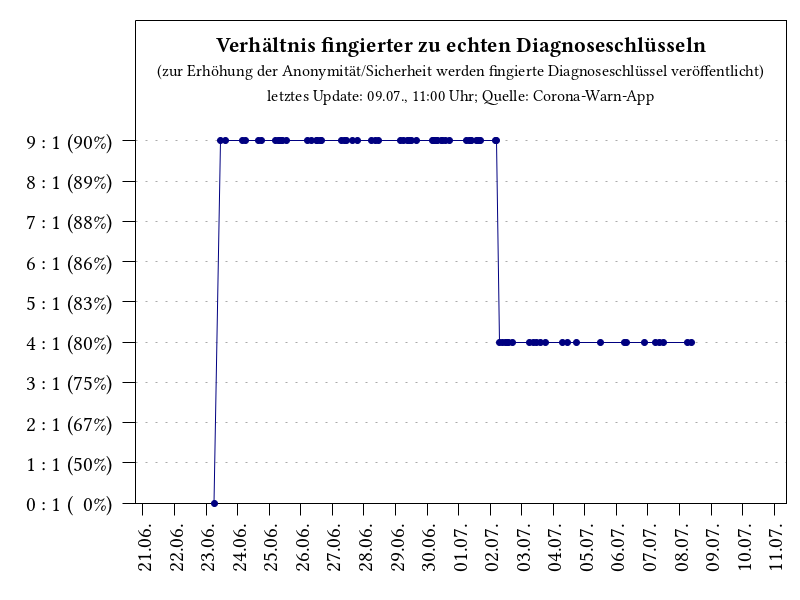 Verhältnis fingierter zu echten Diagnoseschlüsseln
(zur Erhöhung der Anonymität/Sicherheit werden fingierte Diagnoseschlüssel veröffentlicht)
letztes Update: 09.07., 11:00 Uhr; Quelle: Corona-Warn-App
9 : 1 (90%)
8 : 1 (89%)
7 : 1 (88%)
6 : 1 (86%)
5 : 1 (83%)
4 : 1 (80%)
3 : 1 (75%)
2 : 1 (67%)
1 : 1 (50%)
0 : 1 (  0%)
21.06.
22.06.
23.06.
24.06.
25.06.
26.06.
27.06.
28.06.
29.06.
30.06.
01.07.
02.07.
03.07.
04.07.
05.07.
06.07.
07.07.
08.07.
09.07.
10.07.
11.07.